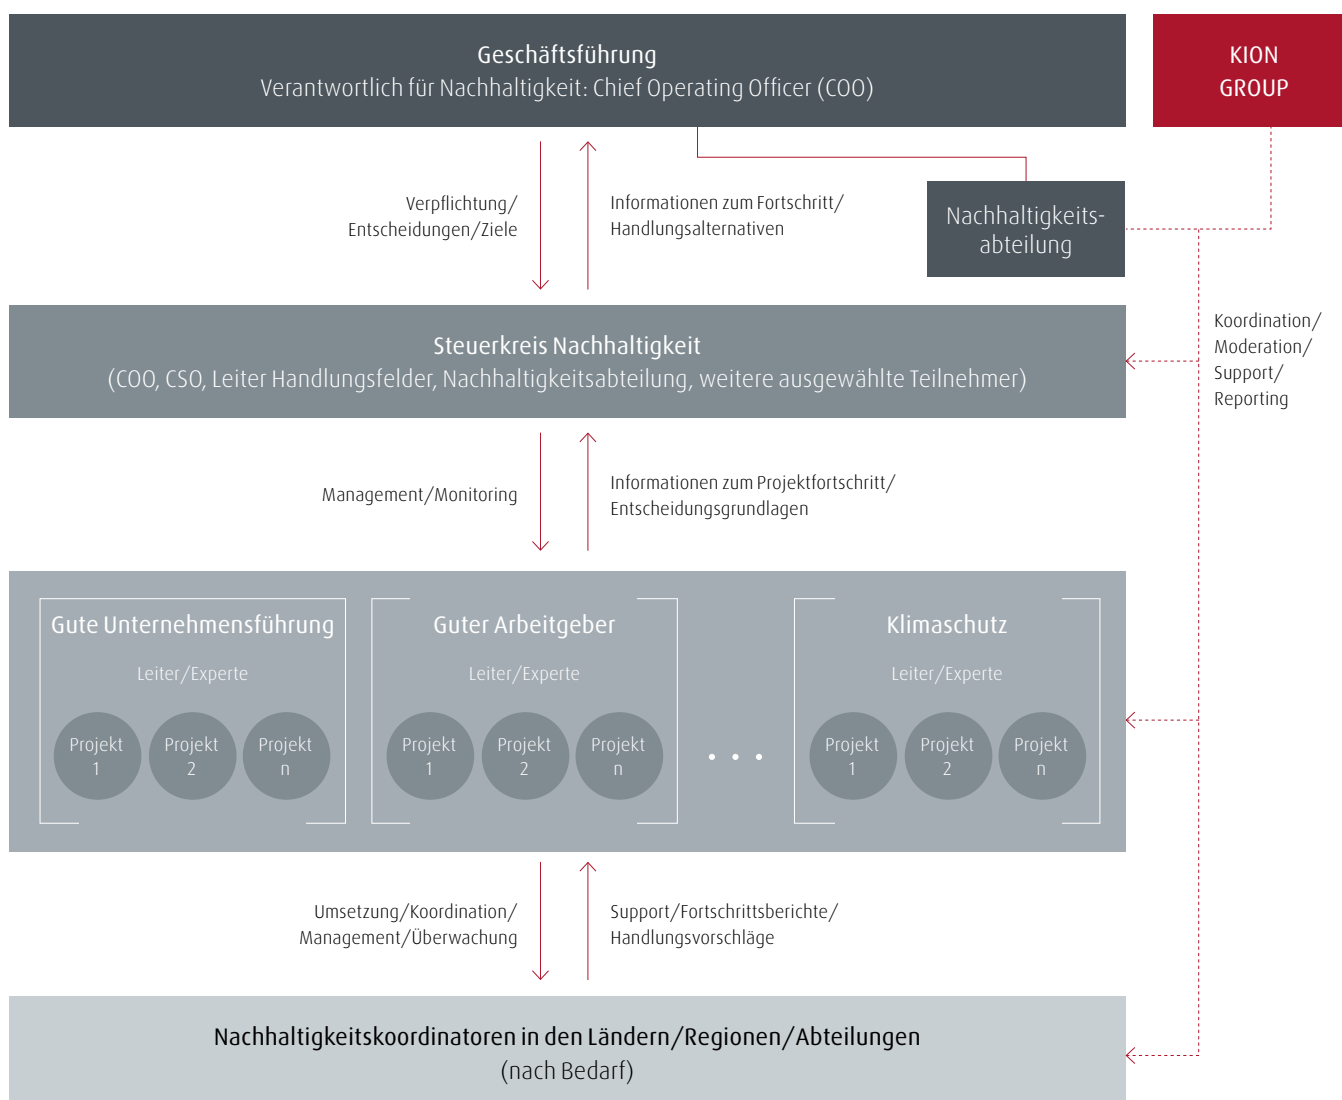 Geschäftsführung
Verantwortlich für Nachhaltigkeit: Chief Operating Officer (COO)
KION
GROUP
Verpflichtung/
Entscheidungen/Ziele
Informationen zum Fortschritt/
Handlungsalternativen
Nachhaltigkeits-
abteilung
Steuerkreis Nachhaltigkeit
(COO, CSO, Leiter Handlungsfelder, Nachhaltigkeitsabteilung, weitere ausgewählte Teilnehmer)
Koordination/
Moderation/
Support/
Reporting
Management/Monitoring
Informationen zum Projektfortschritt/
Entscheidungsgrundlagen
Gute Unternehmensführung
Leiter/Experte
Projekt
1
Projekt
2
Projekt
n
Guter Arbeitgeber
Leiter/Experte
Projekt
1
Projekt
2
Projekt
n
. . .
Klimaschutz
Leiter/Experte
Projekt
1
Projekt
2
Projekt
n
Umsetzung/Koordination/
Management/Überwachung
Support/Fortschrittsberichte/
Handlungsvorschläge
Nachhaltigkeitskoordinatoren in den Ländern/Regionen/Abteilungen
(nach Bedarf)